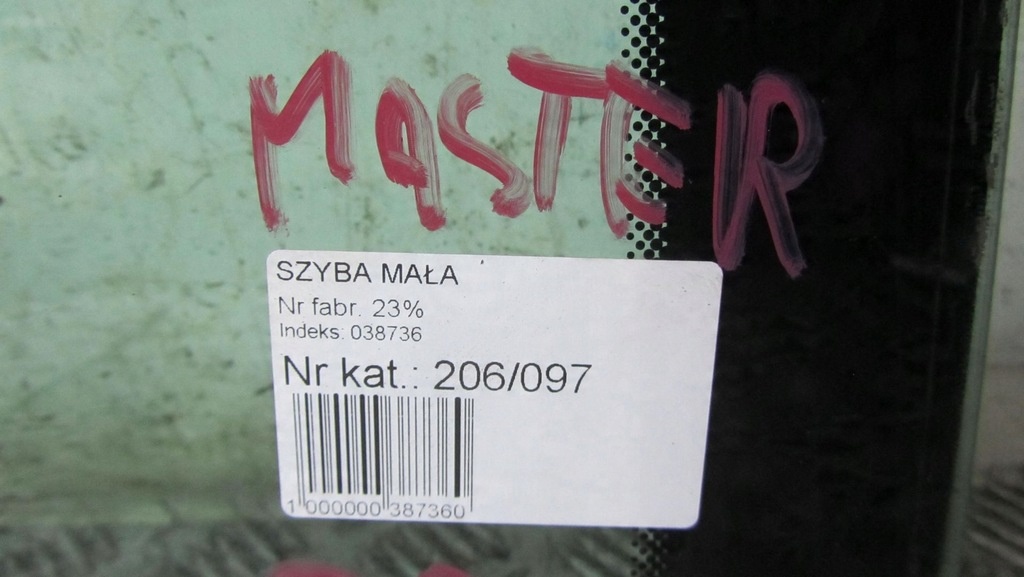 MASTER
SZYBA MAŁA
Nr fabr. 23%
Indeks: 038736
Nr kat.: 206/097
1 000000 387360